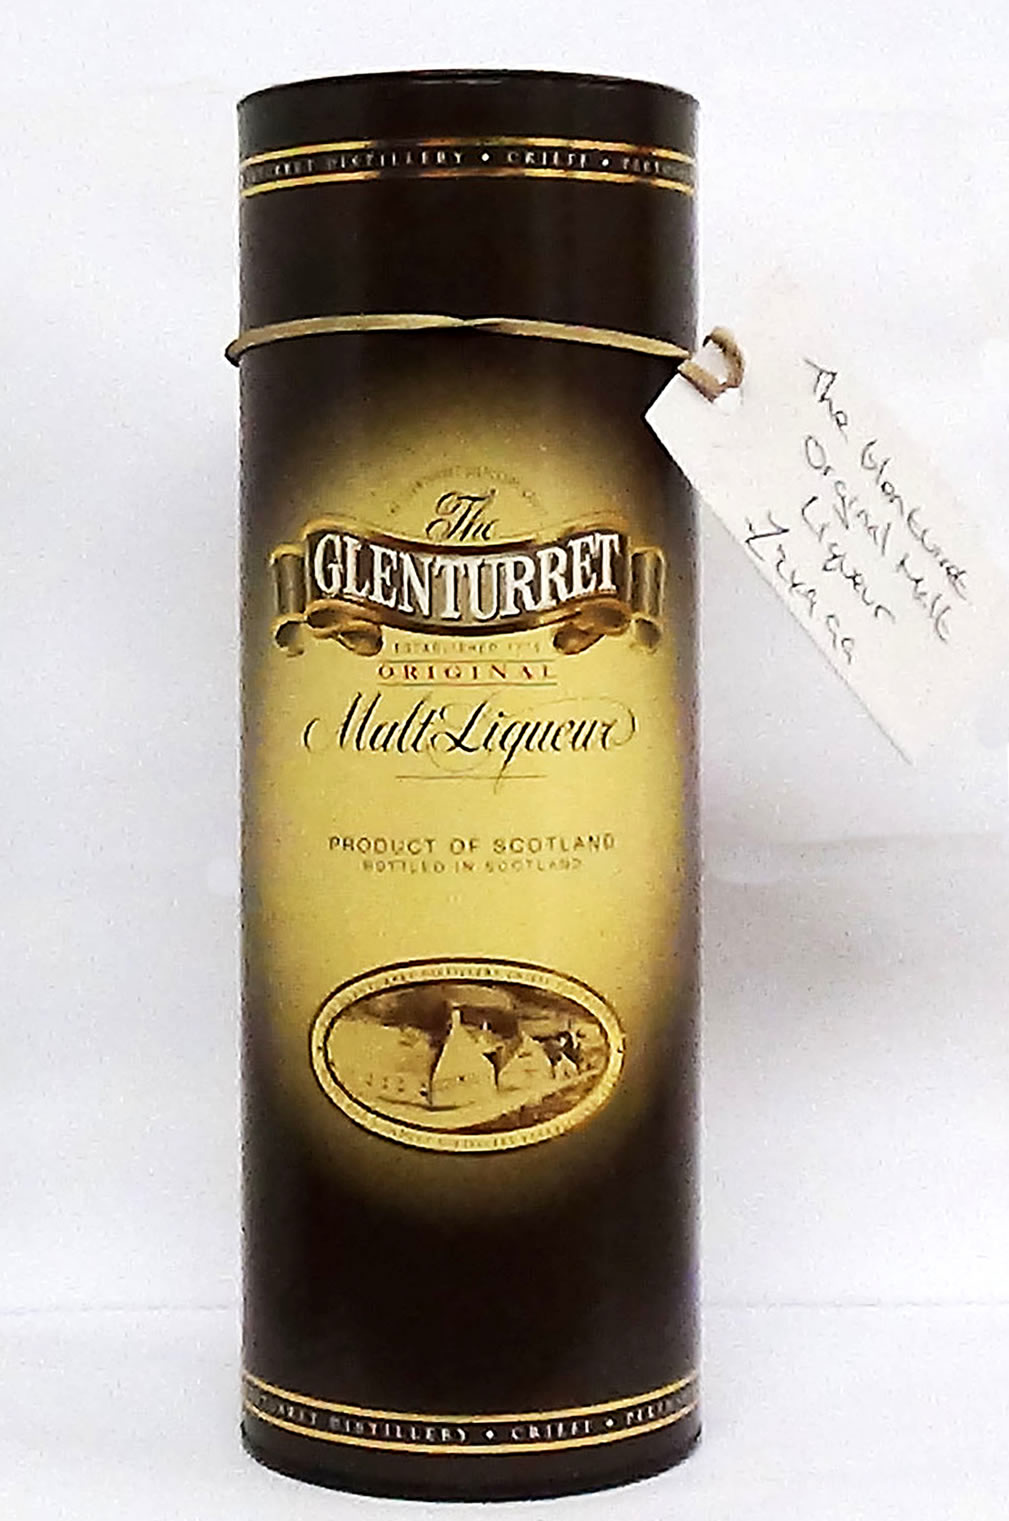 DISTILLERY • CRIEFF •
The
GLENTURRET
ESTABLISHED 1775
ORIGINAL
Malt Liqueur
PRODUCT OF SCOTLAND
BOTTLED IN SCOTLAND
DISTILLERY • CRIEFF •
The Glenturret
Original Malt
Liqueur